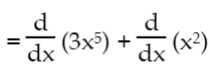 = d/dx (3x⁵) + d/dx (x²)